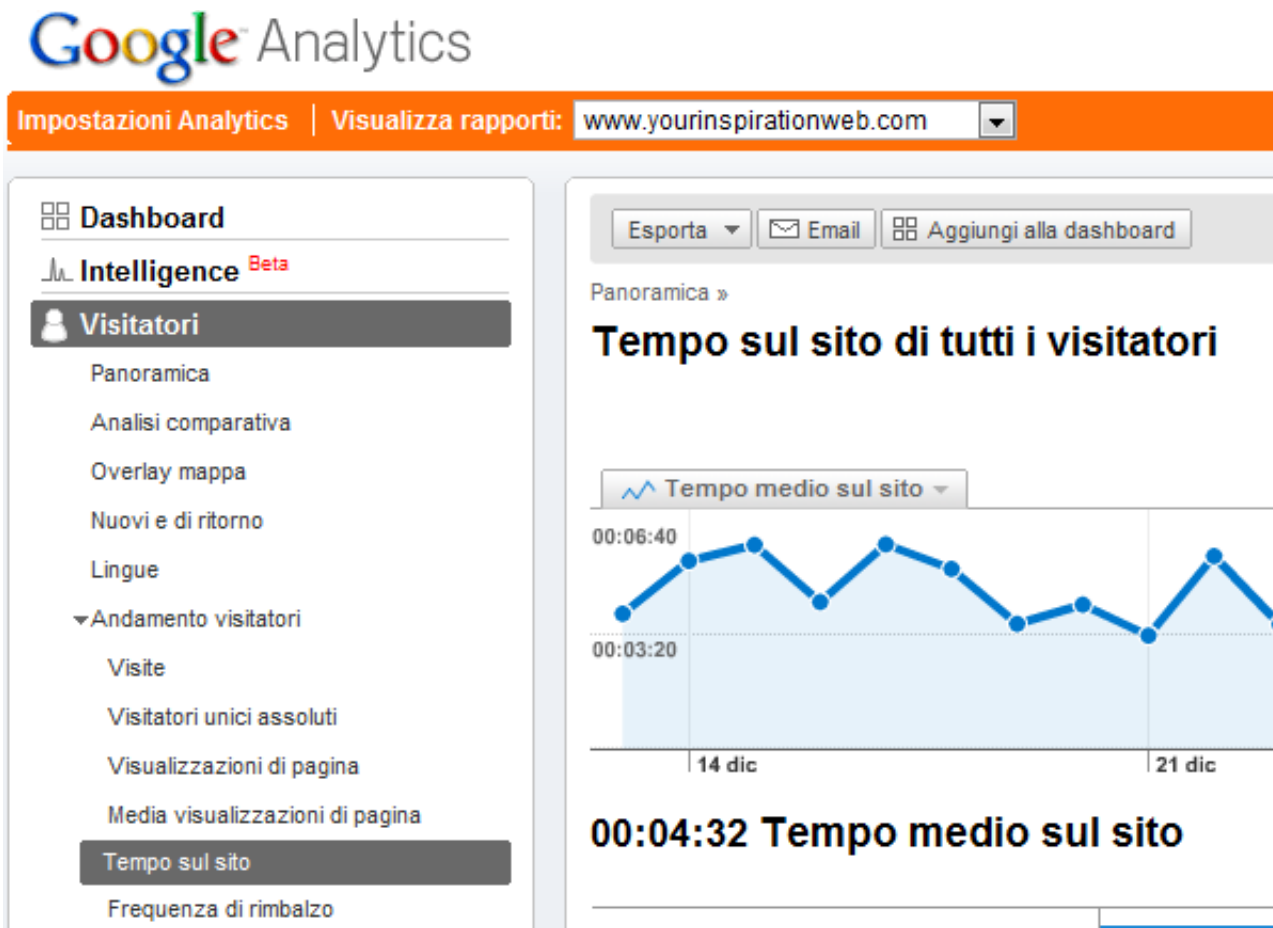 Google Analytics
Impostazioni Analytics | Visualizza rapporti: www.yourinspirationweb.com
Dashboard
Intelligence Beta
Visitatori
Panoramica
Analisi comparativa
Overlay mappa
Nuovi e di ritorno
Lingue
Andamento visitatori
Visite
Visitatori unici assoluti
Visualizzazioni di pagina
Media visualizzazioni di pagina
Tempo sul sito
Frequenza di rimbalzo
Esporta Email Aggiungi alla dashboard
Panoramica »
Tempo sul sito di tutti i visitatori
Tempo medio sul sito
00:06:40
00:03:20
14 dic 21 dic
00:04:32 Tempo medio sul sito